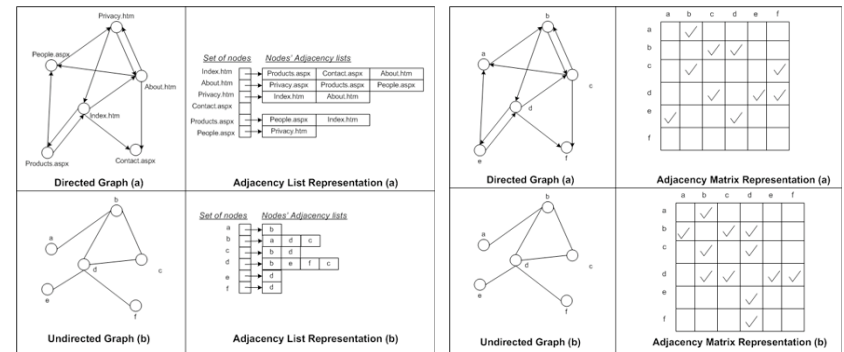 Privacy.htm
People.aspx
About.htm
Index.htm
Products.aspx
Contact.aspx
Directed Graph (a)
Set of nodes Nodes' Adjacency lists
Index.htm Products.aspx Contact.aspx About.htm
About.htm Privacy.aspx Products.aspx People.aspx
Privacy.htm Index.htm About.htm
Contact.aspx
Products.aspx People.aspx Index.htm
People.aspx Privacy.htm
Adjacency List Representation (a)
b
a
c
d
e
f
Directed Graph (a)
a b c d e f
a
b
c
d
e
f
Adjacency Matrix Representation (a)
b
a
c
d
e
f
Undirected Graph (b)
Set of nodes Nodes' Adjacency lists
a b
b a d c
c b d
d b e f c
e d
f d
Adjacency List Representation (b)
b
a
c
d
e
f
Undirected Graph (b)
a b c d e f
a
b
c
d
e
f
Adjacency Matrix Representation (b)